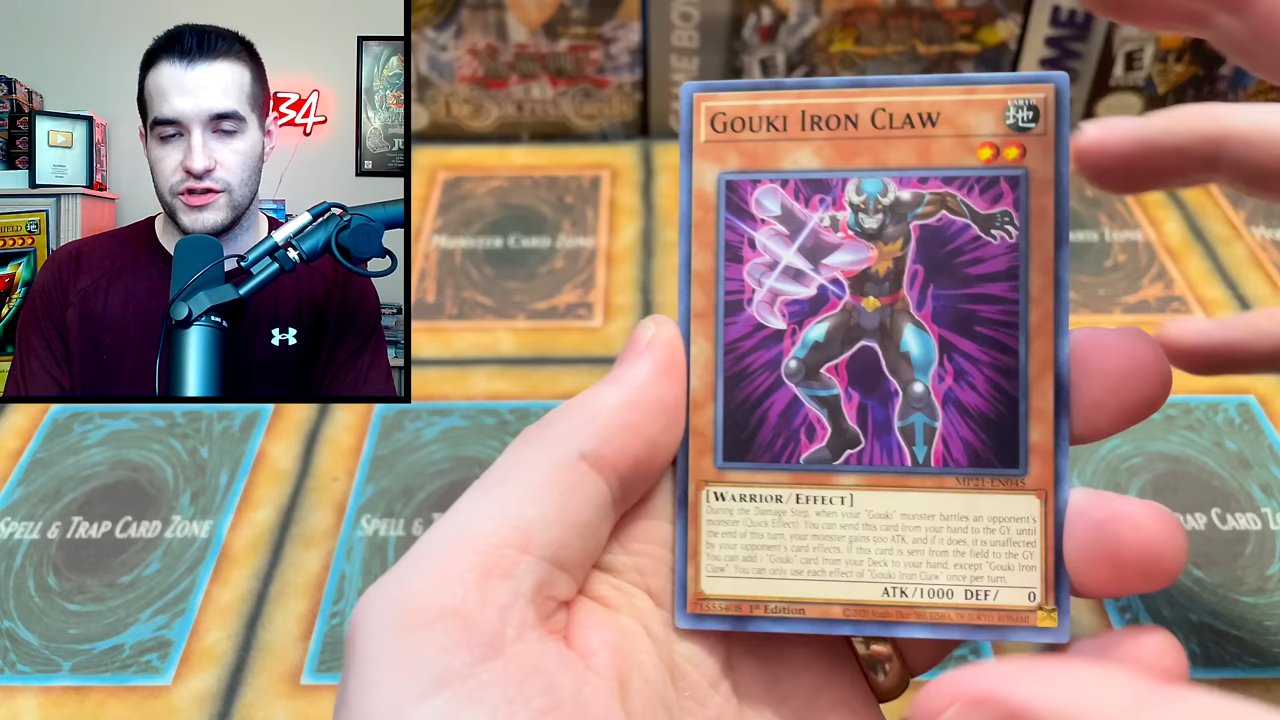 34
GOUKI IRON CLAW
EARTH
地
MONSTER CARD ZONE
MP21-EN045
[WARRIOR/EFFECT]
During the Damage Step, when your "Gouki" monster battles an opponent's
monster (Quick Effect): You can send this card from your hand to the GY; until
the end of this turn, your monster gains 500 ATK, and if it does, it is unaffected
by your opponent's card effects. If this card is sent from the field to the GY:
You can add 1 "Gouki" card from your Deck to your hand, except "Gouki Iron
Claw". You can only use each effect of "Gouki Iron Claw" once per turn.
ATK/1000 DEF/ 0
1555408 1st Edition
SPELL & TRAP CARD ZONE
SPELL &
AP CARD